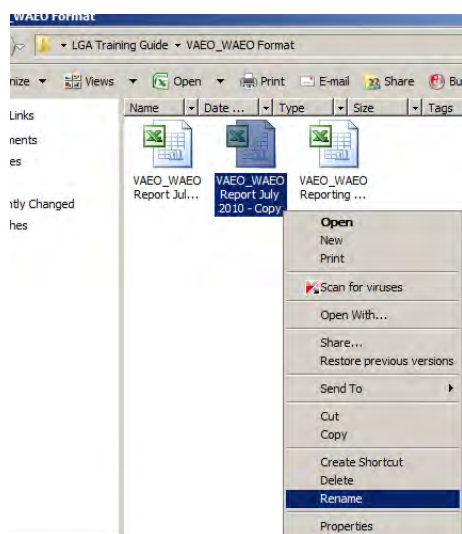 _WAEO Format
LGA Training Guide VAEO_WAEO Format
nize Views Open Print E-mail Share Bu
Links
Name Date ... Type Size Tags
ments
es
ntly Changed
hes
VAEO_WAEO
Report Jul...
VAEO_WAEO
Report July
2010 - Copy
VAEO_WAEO
Reporting ...
Open
New
Print
Scan for viruses
Open With...
Share...
Restore previous versions
Send To
Cut
Copy
Create Shortcut
Delete
Rename
Properties